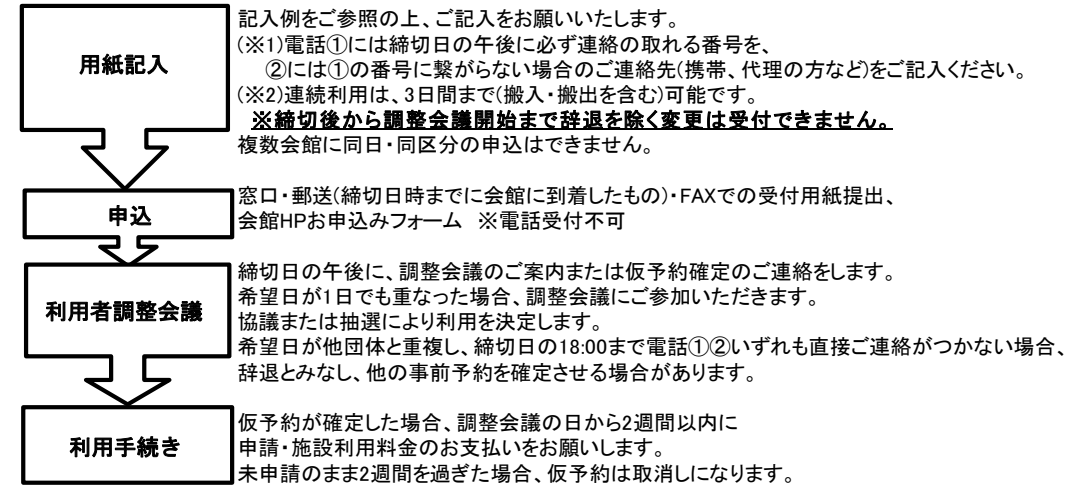 用紙記入
記入例をご参照の上、ご記入をお願いいたします。
(※1)電話①には締切日の午後に必ず連絡の取れる番号を、
②には①の番号に繋がらない場合のご連絡先(携帯、代理の方など)をご記入ください。
(※2)連続利用は、3日間まで(搬入・搬出を含む)可能です。
※締切後から調整会議開始まで辞退を除く変更は受付できません。
複数会館に同日・同区分の申込はできません。
申込
窓口・郵送(締切日時までに会館に到着したもの)・FAXでの受付用紙提出、
会館HPお申込みフォーム　※電話受付不可
利用者調整会議
締切日の午後に、調整会議のご案内または仮予約確定のご連絡をします。
希望日が1日でも重なった場合、調整会議にご参加いただきます。
協議または抽選により利用を決定します。
希望日が他団体と重複し、締切日の18:00まで電話①②いずれも直接ご連絡がつかない場合、
辞退とみなし、他の事前予約を確定させる場合があります。
利用手続き
仮予約が確定した場合、調整会議の日から2週間以内に
申請・施設利用料金のお支払いをお願いします。
未申請のまま2週間を過ぎた場合、仮予約は取消しになります。